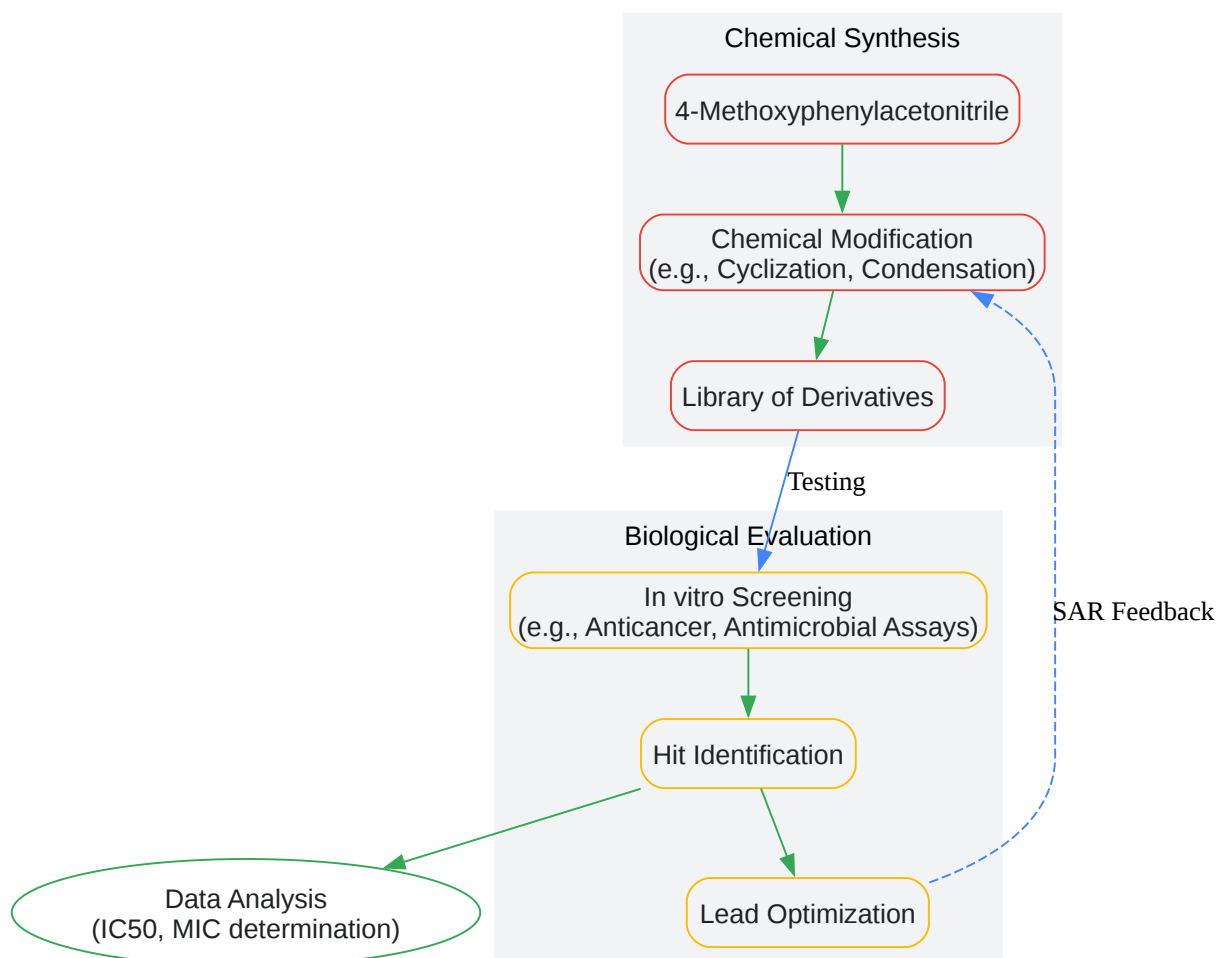 Chemical Synthesis
4-Methoxyphenylacetonitrile
Chemical Modification
(e.g., Cyclization, Condensation)
Library of Derivatives
Testing
Biological Evaluation
In vitro Screening
(e.g., Anticancer, Antimicrobial Assays)
SAR Feedback
Hit Identification
Data Analysis
(IC50, MIC determination)
Lead Optimization